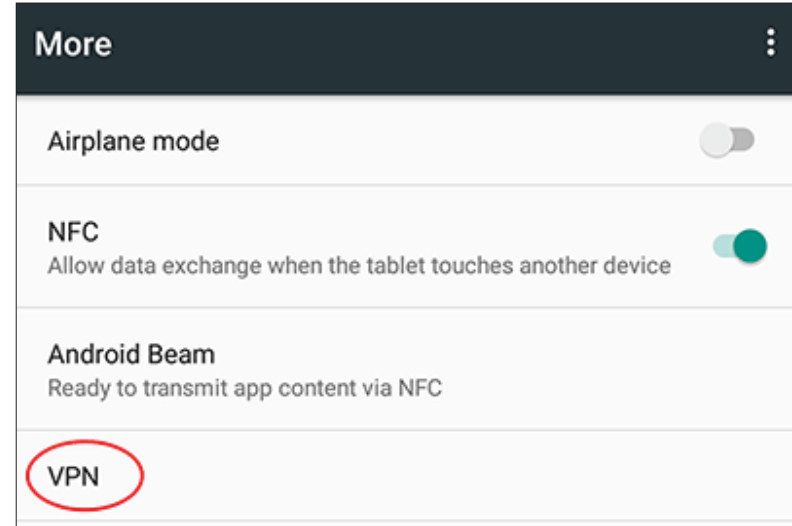 More
Airplane mode
NFC
Allow data exchange when the tablet touches another device
Android Beam
Ready to transmit app content via NFC
VPN